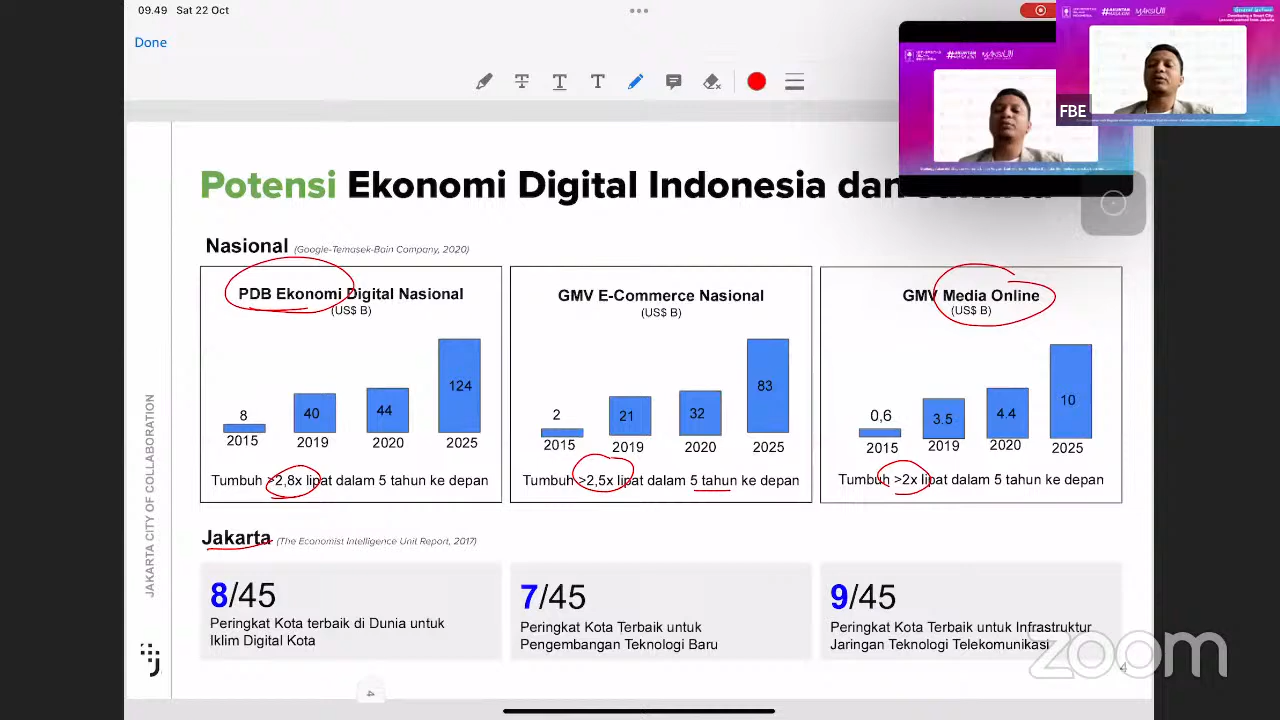 09.49 Sat 22 Oct
Done
FBE
Potensi Ekonomi Digital Indonesia dan
Nasional (Google-Temasek-Bain Company, 2020)
PDB Ekonomi Digital Nasional
(US$ B)
8
40
44
124
2015
2019
2020
2025
Tumbuh >2,8x lipat dalam 5 tahun ke depan
GMV E-Commerce Nasional
(US$ B)
2
21
32
83
2015
2019
2020
2025
Tumbuh >2,5x lipat dalam 5 tahun ke depan
GMV Media Online
(US$ B)
0,6
3.5
4.4
10
2015
2019
2020
2025
Tumbuh >2x lipat dalam 5 tahun ke depan
JAKARTA CITY OF COLLABORATION
Jakarta (The Economist Intelligence Unit Report, 2017)
8/45
Peringkat Kota terbaik di Dunia untuk
Iklim Digital Kota
7/45
Peringkat Kota Terbaik untuk
Pengembangan Teknologi Baru
9/45
Peringkat Kota Terbaik untuk Infrastruktur
Jaringan Teknologi Telekomunikasi
zoom
4
4